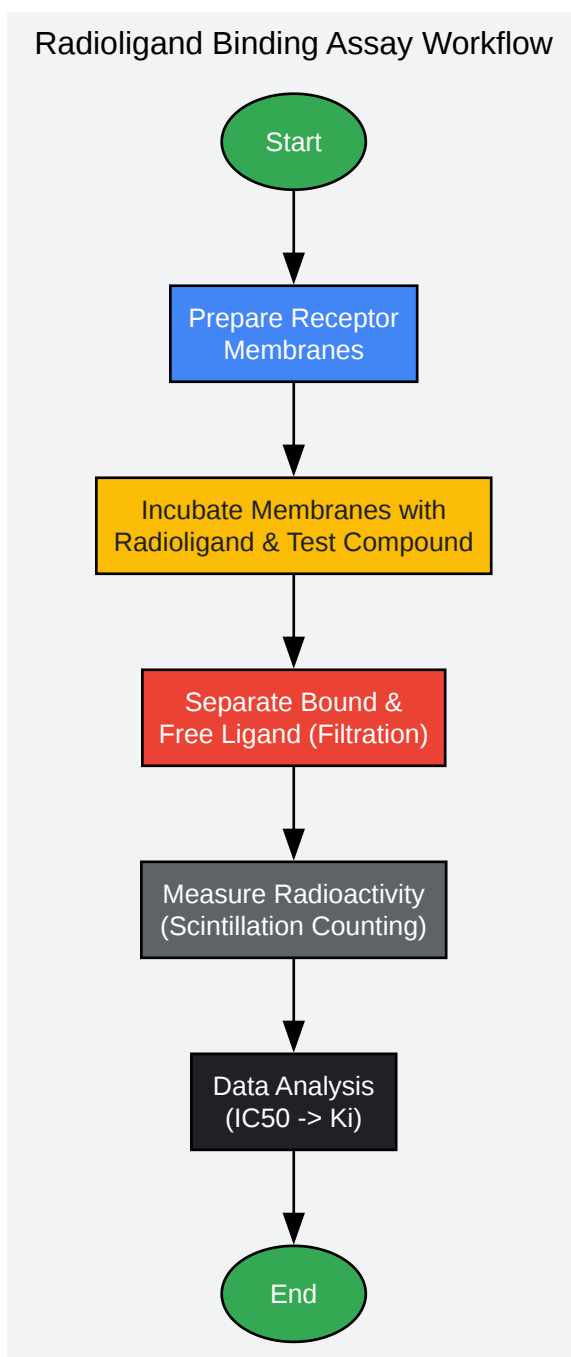 Radioligand Binding Assay Workflow
Start
Prepare Receptor
Membranes
Incubate Membranes with
Radioligand & Test Compound
Separate Bound &
Free Ligand (Filtration)
Measure Radioactivity
(Scintillation Counting)
Data Analysis
(IC50 -> Ki)
End